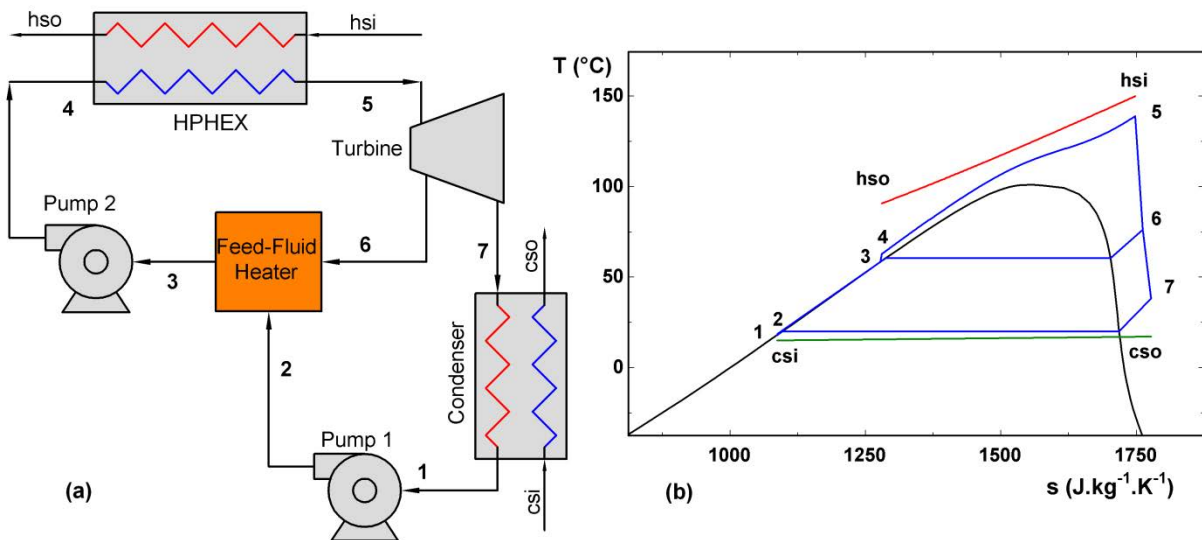 hso
hsi
4
5
HPHEX
Turbine
Pump 2
Feed-Fluid
Heater
3
6
7
cso
2
Condenser
Pump 1
1
csi
(a)
T (°C)
150
100
50
0
hsi
5
hso
4
3
6
7
2
1
csi
cso
1000
1250
1500
1750
(b)
s (J.kg⁻¹.K⁻¹)